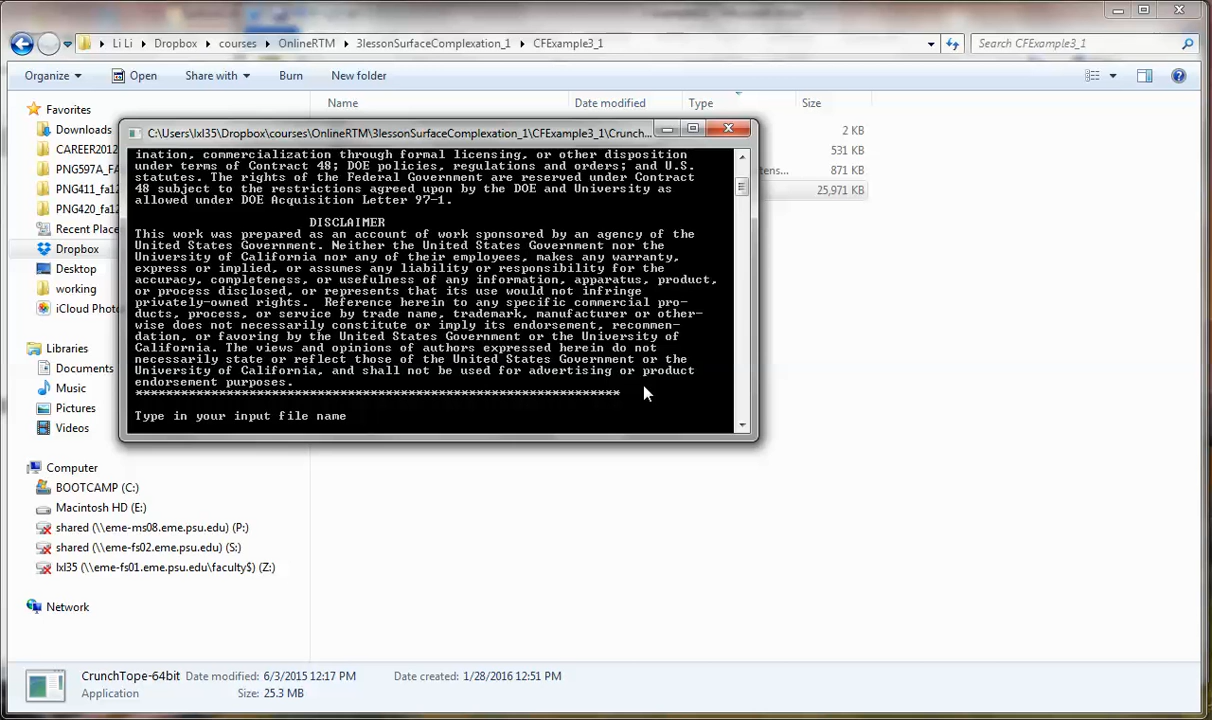 Li Li
Dropbox
courses
OnlineRTM
3lessonSurfaceComplexation_1
CFExample3_1
Search CFExample3_1
Organize
Open
Share with
Burn
New folder
Name
Date modified
Type
Size
Favorites
Downloads
CAREER2012
PNG597A_FA
PNG411_fa12
PNG420_fa12
Recent Place
Dropbox
Desktop
working
iCloud Photo
Libraries
Documents
Music
Pictures
Videos
Computer
BOOTCAMP (C:)
Macintosh HD (E:)
shared (\\eme-ms08.eme.psu.edu) (P:)
shared (\\eme-fs02.eme.psu.edu) (S:)
lxl35 (\\eme-fs01.eme.psu.edu\faculty$) (Z:)
Network
2 KB
531 KB
tens... 871 KB
25,971 KB
C:\Users\lxl35\Dropbox\courses\OnlineRTM\3lessonSurfaceComplexation_1\CFExample3_1\Crunch...
ination, commercialization through formal licensing, or other disposition
under terms of Contract 48; DOE policies, regulations and orders; and U.S.
statutes. The rights of the Federal Government are reserved under Contract
48 subject to the restrictions agreed upon by the DOE and University as
allowed under DOE Acquisition Letter 97-1.
DISCLAIMER
This work was prepared as an account of work sponsored by an agency of the
United States Government. Neither the United States Government nor the
University of California nor any of their employees, makes any warranty,
express or implied, or assumes any liability or responsibility for the
accuracy, completeness, or usefulness of any information, apparatus, product,
or process disclosed, or represents that its use would not infringe
privately-owned rights.  Reference herein to any specific commercial pro-
ducts, process, or service by trade name, trademark, manufacturer or other-
wise does not necessarily constitute or imply its endorsement, recommen-
dation, or favoring by the United States Government or the University of
California. The views and opinions of authors expressed herein do not
necessarily state or reflect those of the United States Government or the
University of California, and shall not be used for advertising or product
endorsement purposes.
****************************************************************
Type in your input file name
CrunchTope-64bit Date modified: 6/3/2015 12:17 PM Date created: 1/28/2016 12:51 PM
Application Size: 25.3 MB